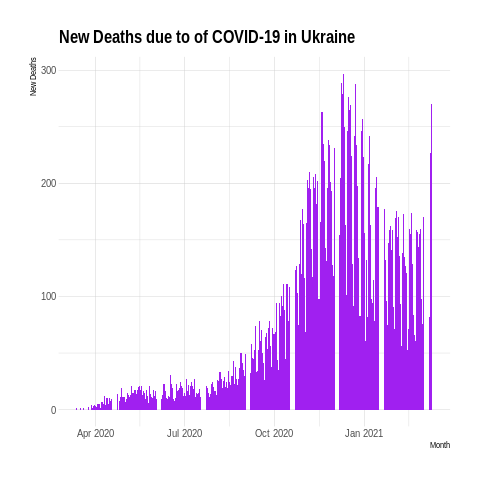 New Deaths due to of COVID-19 in Ukraine
New Deaths
300
200
100
0
Apr 2020 Jul 2020 Oct 2020 Jan 2021
Month